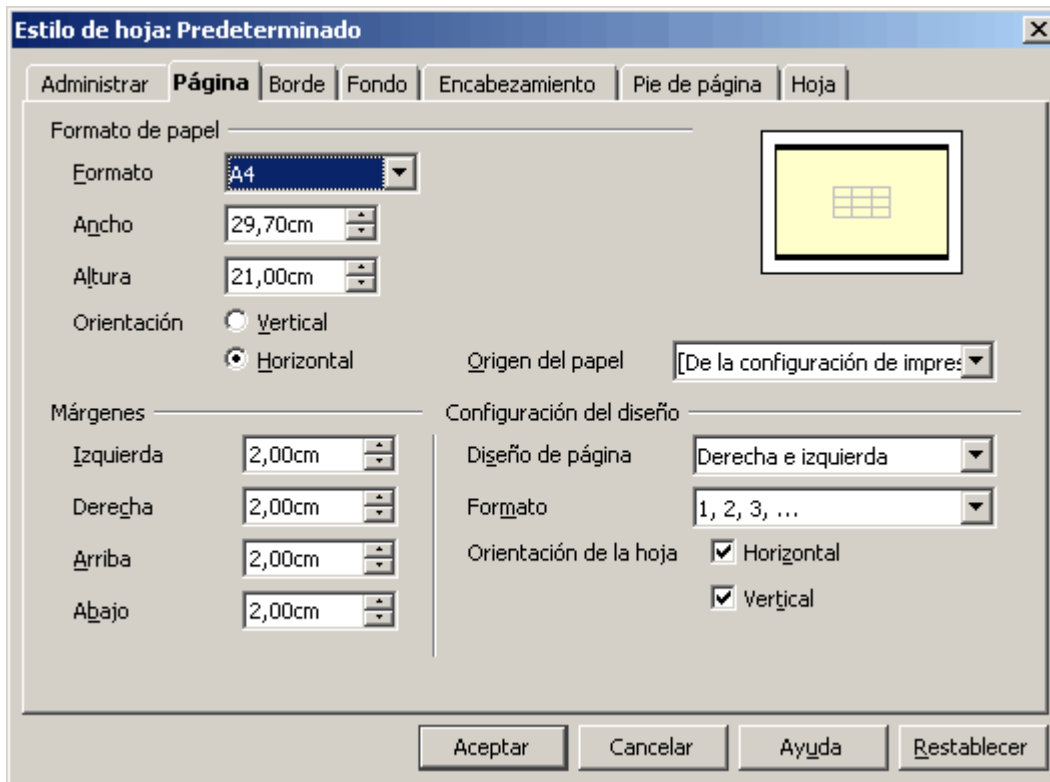 Estilo de hoja: Predeterminado
Administrar Página Borde Fondo Encabezamiento Pie de página Hoja
Formato de papel
Formato A4
Ancho 29,70cm
Altura 21,00cm
Orientación Vertical
Horizontal
Origen del papel [De la configuración de impres
Márgenes
Izquierda 2,00cm
Derecha 2,00cm
Arriba 2,00cm
Abajo 2,00cm
Configuración del diseño
Diseño de página Derecha e izquierda
Formato 1, 2, 3, ...
Orientación de la hoja Horizontal
Vertical
Aceptar Cancelar Ayuda Restablecer